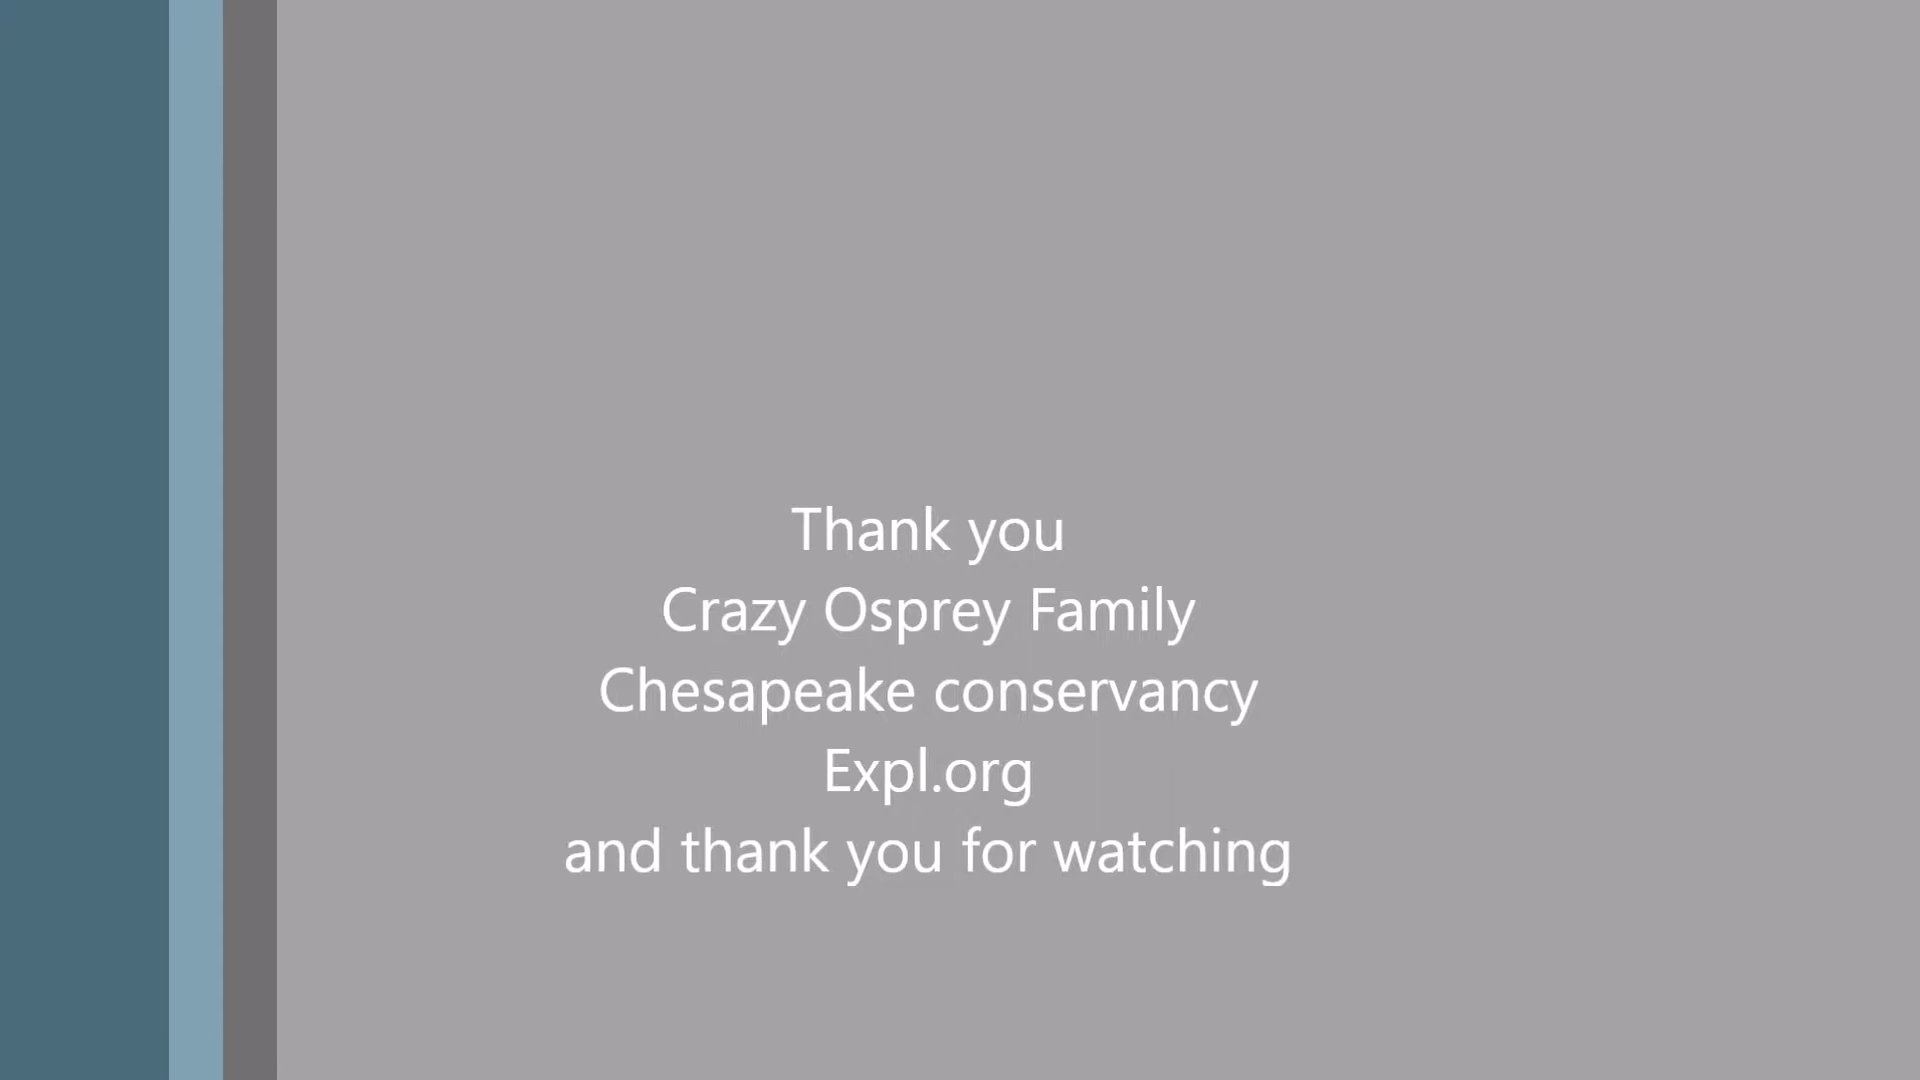 Thank you
Crazy Osprey Family
Chesapeake conservancy
Expl.org
and thank you for watching